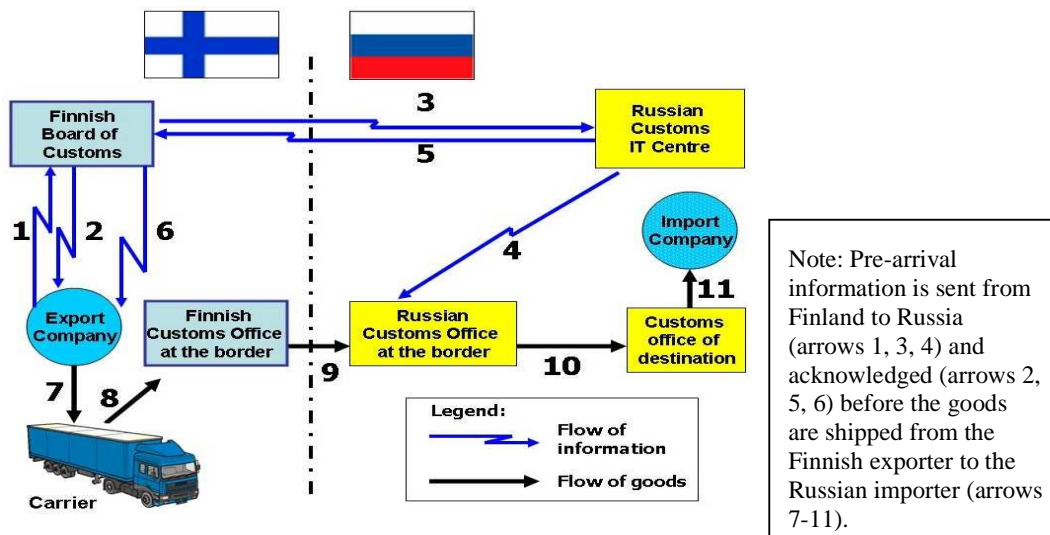 3
Finnish
Board of
Customs
Russian
Customs
IT Centre
5
1
2
6
4
Import
Company
11
Export
Company
Finnish
Customs Office
at the border
Russian
Customs Office
at the border
Customs
office of
destination
9
10
7
8
Carrier
Legend:
Flow of
information
Flow of goods
Note: Pre-arrival
information is sent from
Finland to Russia
(arrows 1, 3, 4) and
acknowledged (arrows 2,
5, 6) before the goods
are shipped from the
Finnish exporter to the
Russian importer (arrows
7-11).